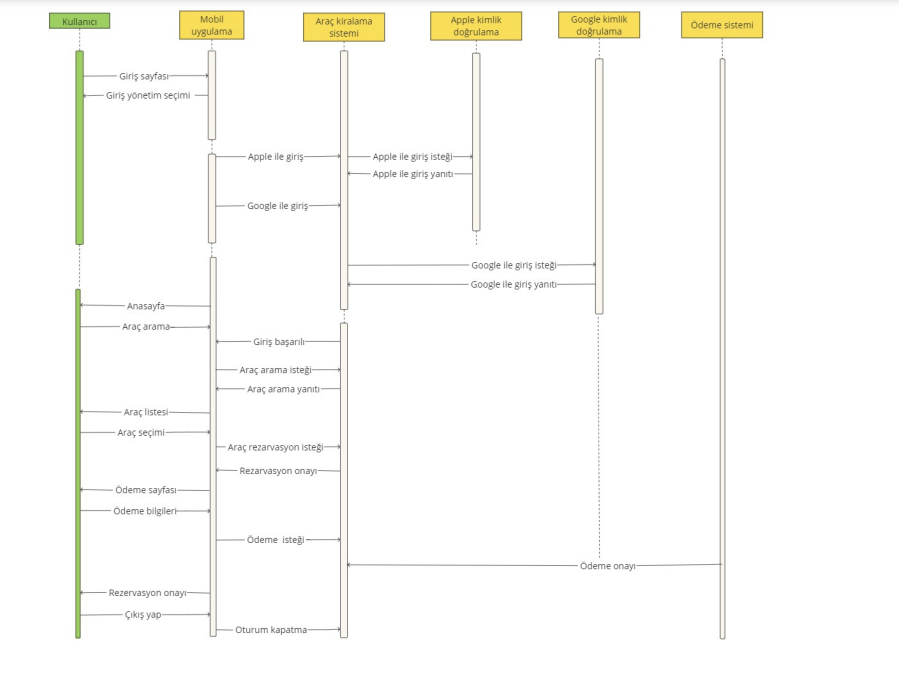 Kullanıcı
Mobil
uygulama
Araç kiralama
sistemi
Apple kimlik
doğrulama
Google kimlik
doğrulama
Ödeme sistemi
Giriş sayfası
Giriş yönetim seçimi
Apple ile giriş
Apple ile giriş isteği
Apple ile giriş yanıtı
Google ile giriş
Google ile giriş isteği
Google ile giriş yanıtı
Anasayfa
Araç arama
Giriş başarılı
Araç arama isteği
Araç arama yanıtı
Araç listesi
Araç seçimi
Araç rezarvasyon isteği
Rezarvasyon onayı
Ödeme sayfası
Ödeme bilgileri
Ödeme isteği
Ödeme onayı
Rezervasyon onayı
Çıkış yap
Oturum kapatma